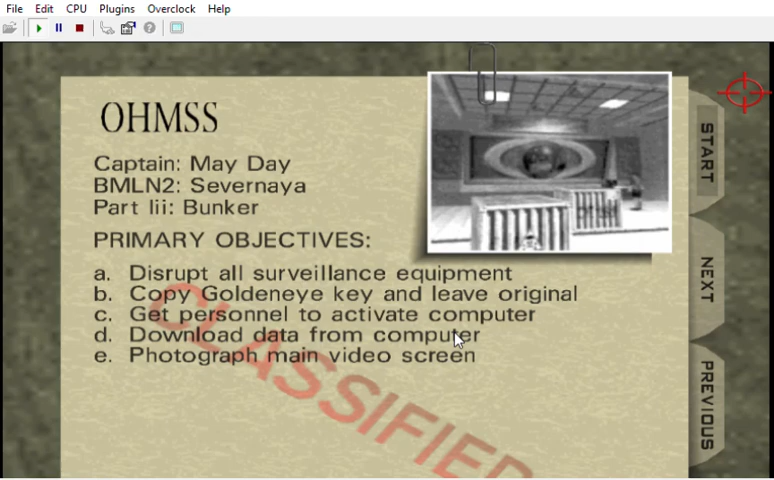 File Edit CPU Plugins Overclock
OHMSS
Captain: May Day
BMLN2: Severnaya
Part Iii: Bunker
PRIMARY OBJECTIVES:
a. Disrupt all surveillance equipment
b. Copy Goldeneye key and leave original
c. Get personnel to activate computer
d. Download data from computer
e. Photograph main video screen
CLASSIFIED
START
NEXT
PREVIOUS